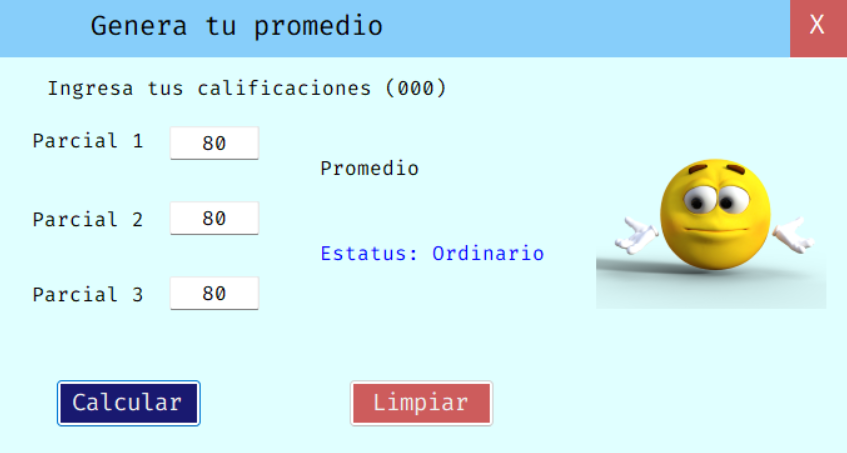 Genera tu promedio X
Ingresa tus calificaciones (000)
Parcial 1 80
Promedio
Parcial 2 80
Estatus: Ordinario
Parcial 3 80
Calcular Limpiar